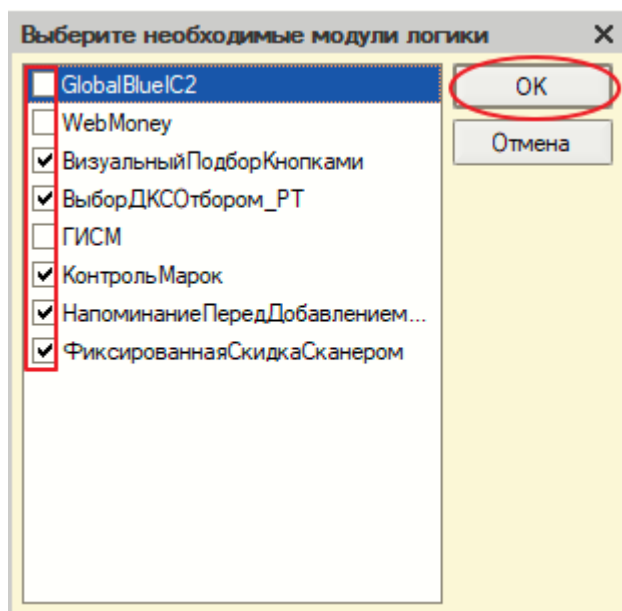 Выберите необходимые модули логики
GlobalBlueIC2
OK
WebMoney
Отмена
ВизуальныйПодборКнопками
ВыборДКСОтбором_РТ
ГИСМ
КонтрольМарок
НапоминаниеПередДобавлением...
ФиксированнаяСкидкаСканером